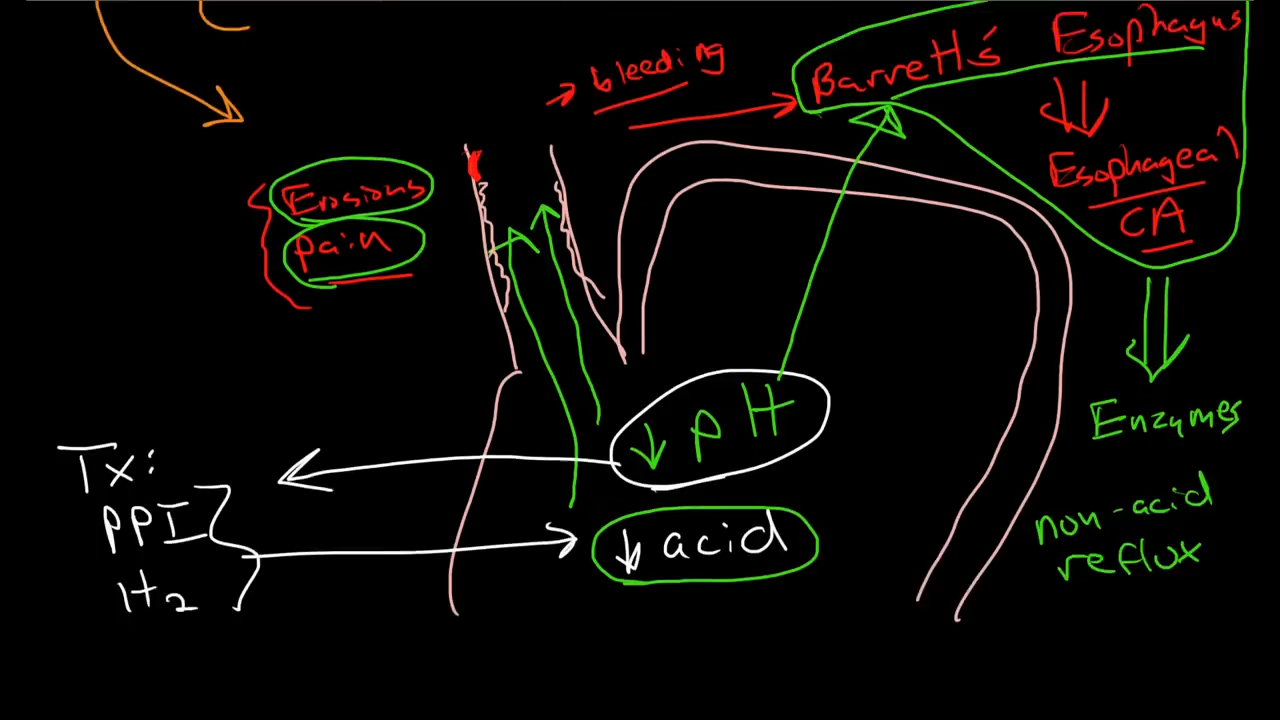 → bleeding
Barrett's Esophagus
Esophageal
CA
Erosions
pain
↓ pH
Enzymes
Tx:
PPI
H2
↓ acid
non-acid
reflux